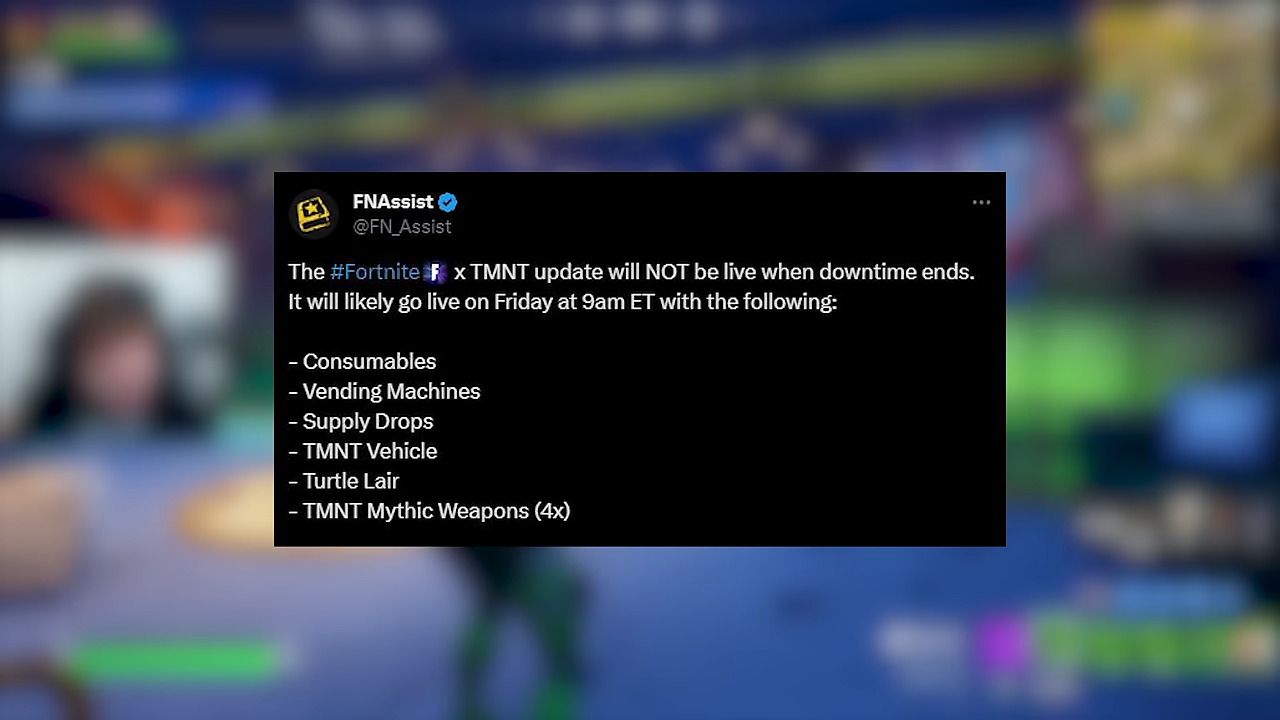 FNAssist
@FN_Assist
The #Fortnite F x TMNT update will NOT be live when downtime ends.
It will likely go live on Friday at 9am ET with the following:
- Consumables
- Vending Machines
- Supply Drops
- TMNT Vehicle
- Turtle Lair
- TMNT Mythic Weapons (4x)